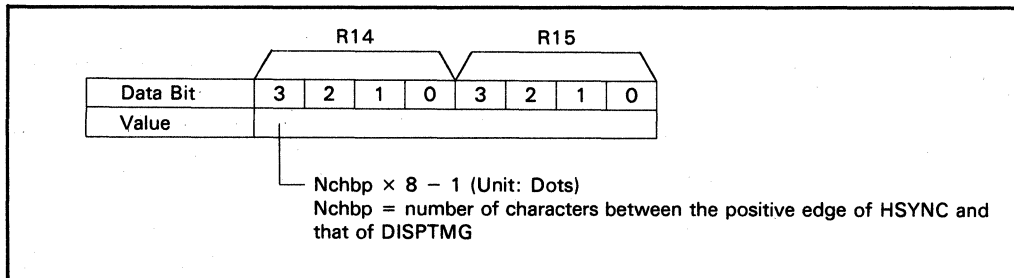 R14 R15
Data Bit 3 2 1 0 3 2 1 0
Value
Nchbp × 8 − 1 (Unit: Dots)
Nchbp = number of characters between the positive edge of HSYNC and
that of DISPTMG